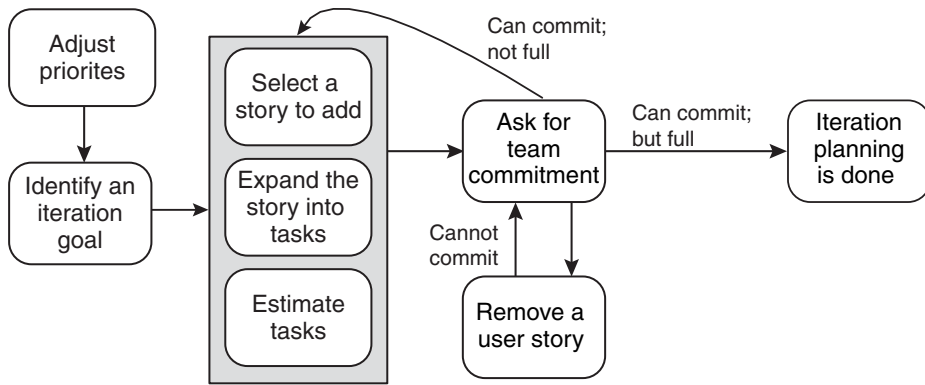 Adjust
priorites
Identify an
iteration
goal
Select a
story to add
Expand the
story into
tasks
Estimate
tasks
Can commit;
not full
Ask for
team
commitment
Can commit;
but full
Iteration
planning
is done
Cannot
commit
Remove a
user story